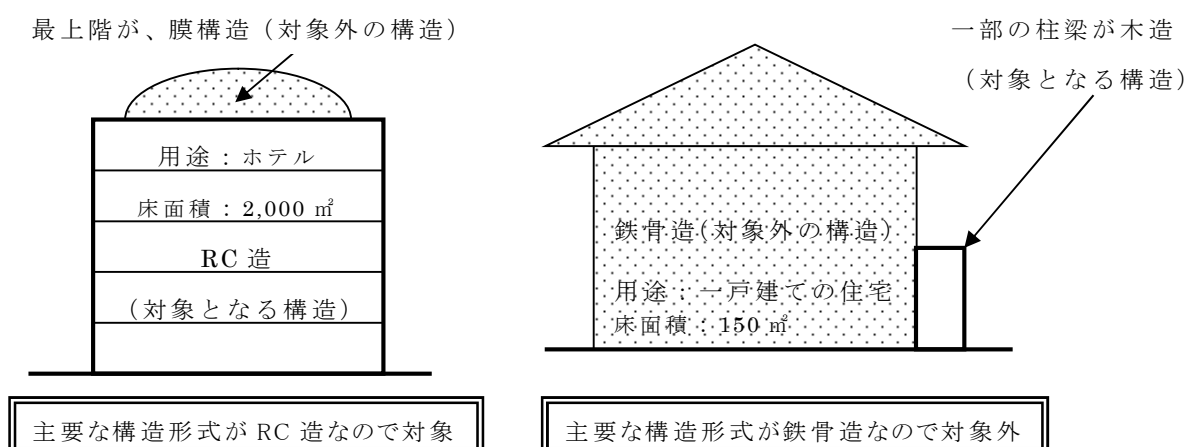 最上階が、膜構造（対象外の構造）
用途：ホテル
床面積：2,000 ㎡
RC 造
（対象となる構造）
主要な構造形式が RC 造なので対象
一部の柱梁が木造
（対象となる構造）
鉄骨造(対象外の構造)
用途：一戸建ての住宅
床面積：150 ㎡
主要な構造形式が鉄骨造なので対象外